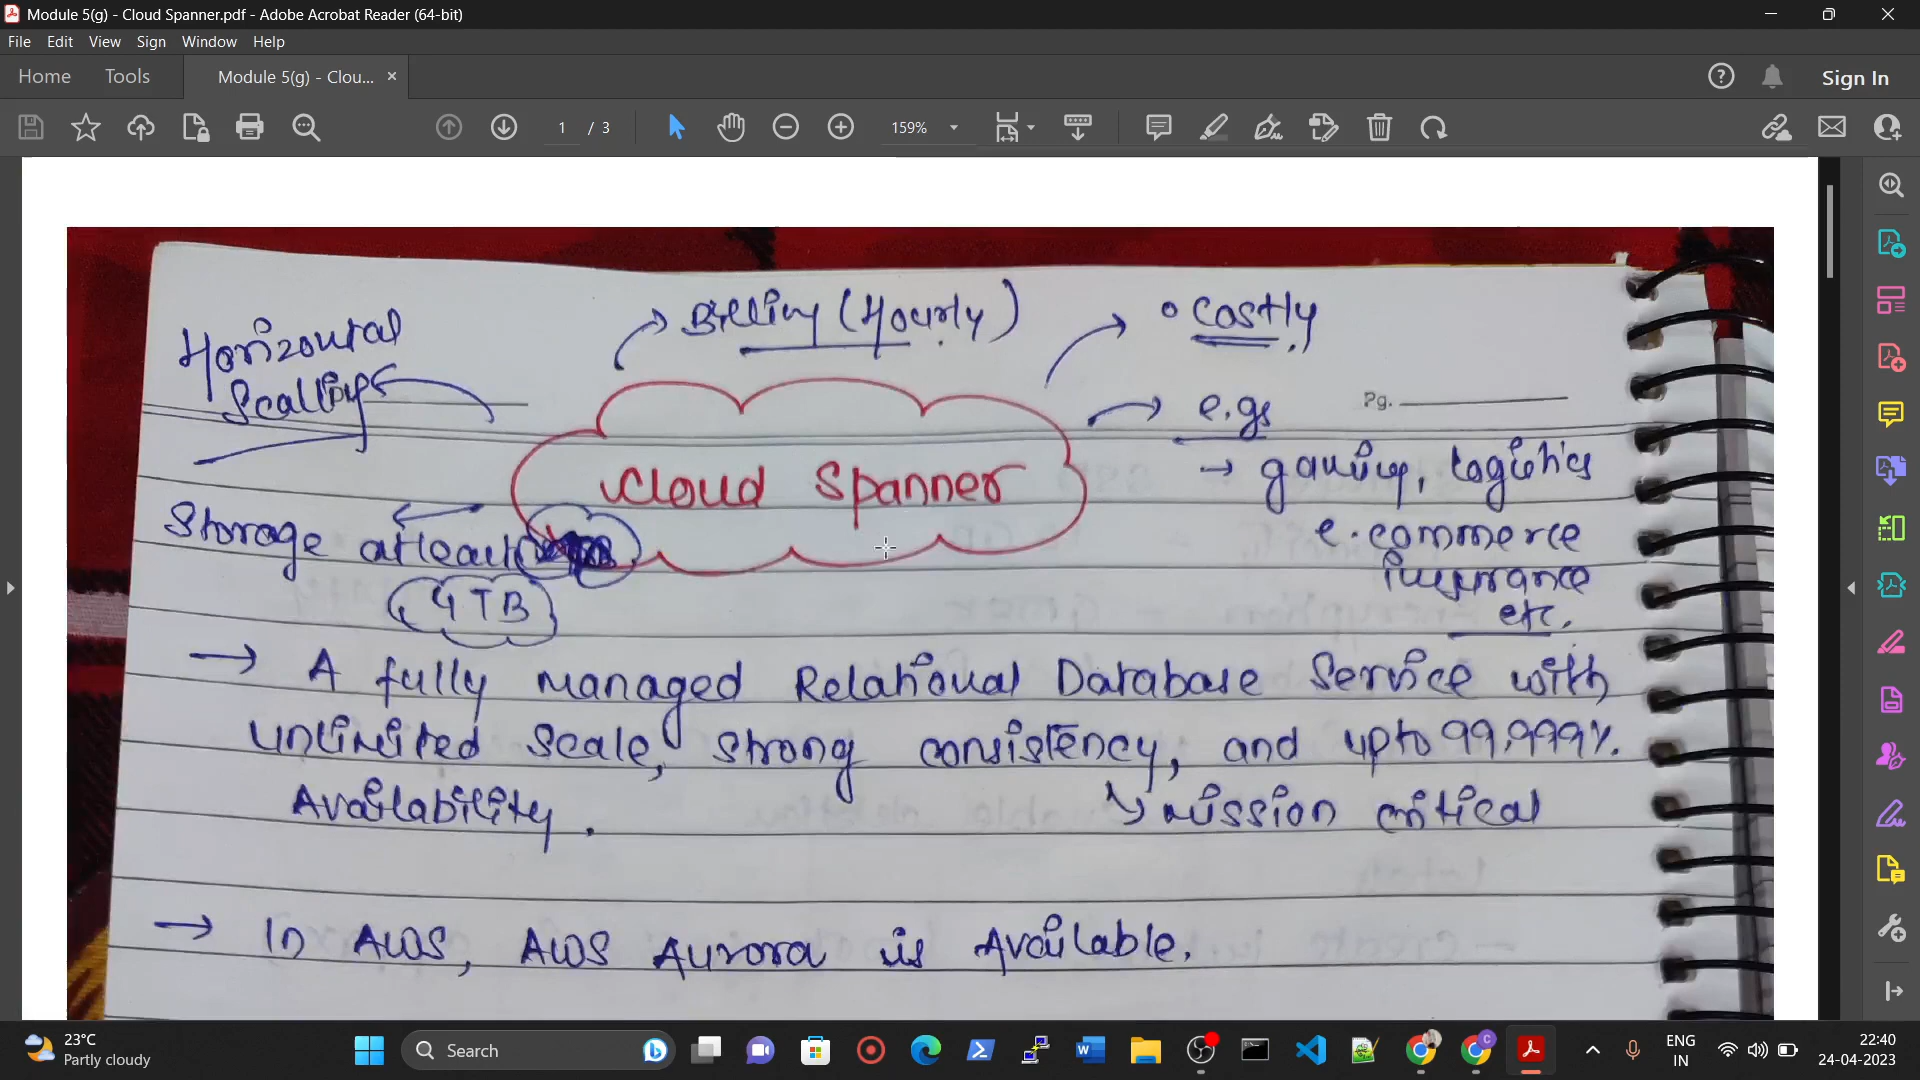 Module 5(g) - Cloud Spanner.pdf - Adobe Acrobat Reader (64-bit)
File Edit View Sign Window Help
Home Tools Module 5(g) - Clou... × Sign In
1 / 3 159%
Billing (Hourly)
Costly
Horizontal
Scalling
e.gs
Pg.
→ gaming, logistics
Cloud Spanner
e.commerce
Storage atleast
insurance
4TB
etc.
→ A fully managed Relational Database Service with
unlimited scale, strong consistency, and upto 99.999%
Availability.
mission critical
→ In AWS, AWS Aurora is Available.
23°C
Partly cloudy
Search
ENG
IN
22:40
24-04-2023